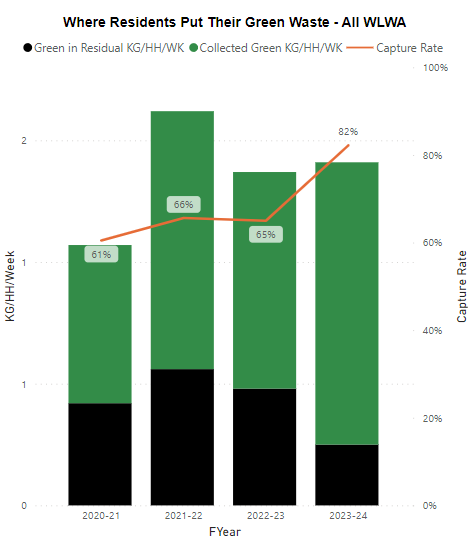 Where Residents Put Their Green Waste - All WLWA
Green in Residual KG/HH/WK Collected Green KG/HH/WK Capture Rate
100%
2
82%
80%
66%
65%
61%
60%
1
40%
1
20%
0
0%
KG/HH/Week
Capture Rate
2020-21 2021-22 2022-23 2023-24
FYear